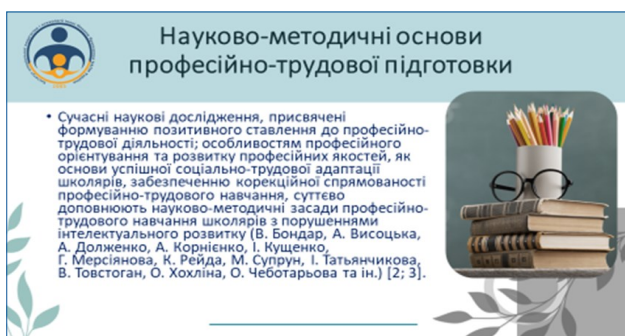 Науково-методичні основи
професійно-трудової підготовки
• Сучасні наукові дослідження, присвячені
формуванню позитивного ставлення до професійно-
трудової діяльності; особливостям професійного
орієнтування та розвитку професійних якостей, як
основи успішної соціально-трудової адаптації
школярів, забезпеченню корекційної спрямованості
професійно-трудового навчання, суттєво
доповнюють науково-методичні засади професійно-
трудового навчання школярів з порушеннями
інтелектуального розвитку (В. Бондар, А. Висоцька,
А. Долженко, А. Корнієнко, І. Кущенко,
Г. Мерсіянова, К. Рейда, М. Супрун, І. Татьянчикова,
В. Товстоган, О. Хохліна, О. Чеботарьова та ін.) [2; 3].